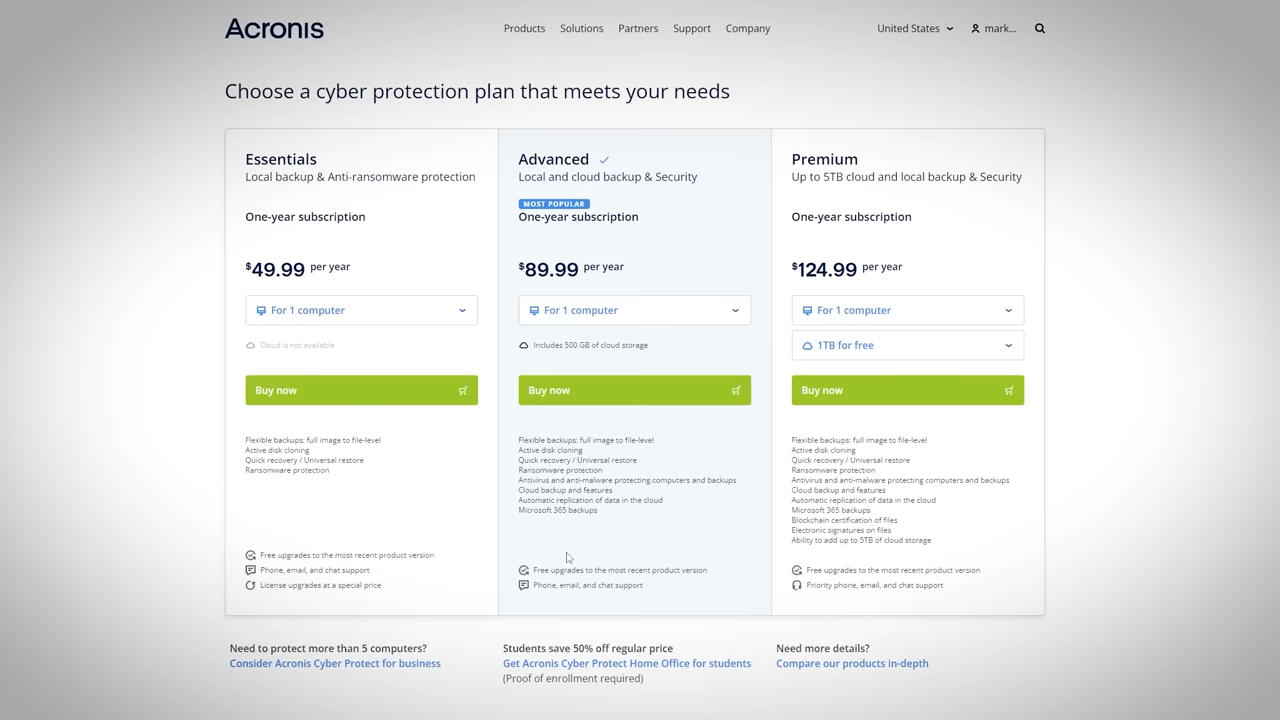 Acronis
Products Solutions Partners Support Company
United States
mark...
Choose a cyber protection plan that meets your needs
Essentials
Local backup & Anti-ransomware protection
One-year subscription
$49.99 per year
For 1 computer
Cloud is not available
Buy now
Flexible backups: full image to file-level
Active disk cloning
Quick recovery / Universal restore
Ransomware protection
Free upgrades to the most recent product version
Phone, email, and chat support
License upgrades at a special price
Advanced
Local and cloud backup & Security
MOST POPULAR
One-year subscription
$89.99 per year
For 1 computer
Includes 500 GB of cloud storage
Buy now
Flexible backups: full image to file-level
Active disk cloning
Quick recovery / Universal restore
Ransomware protection
Antivirus and anti-malware protecting computers and backups
Cloud backup and features
Automatic replication of data in the cloud
Microsoft 365 backups
Free upgrades to the most recent product version
Phone, email, and chat support
Premium
Up to 5TB cloud and local backup & Security
One-year subscription
$124.99 per year
For 1 computer
1TB for free
Buy now
Flexible backups: full image to file-level
Active disk cloning
Quick recovery / Universal restore
Ransomware protection
Antivirus and anti-malware protecting computers and backups
Cloud backup and features
Automatic replication of data in the cloud
Microsoft 365 backups
Blockchain certification of files
Electronic signatures on files
Ability to add up to 5TB of cloud storage
Free upgrades to the most recent product version
Priority phone, email, and chat support
Need to protect more than 5 computers?
Consider Acronis Cyber Protect for business
Students save 50% off regular price
Get Acronis Cyber Protect Home Office for students
(Proof of enrollment required)
Need more details?
Compare our products in-depth